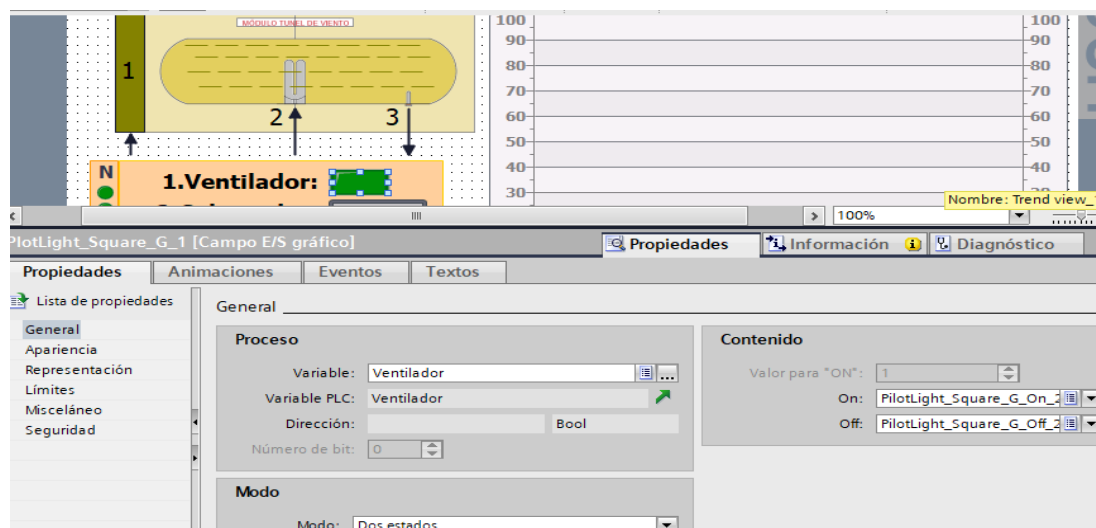 MÓDULO TUNEL DE VIENTO
1
2
3
N
1.Ventilador:
100
90
80
70
60
50
40
30
100
90
80
70
60
50
40
Nombre: Trend view_
100%
PlotLight_Square_G_1 [Campo E/S gráfico]
Propiedades
Información
Diagnóstico
Propiedades
Animaciones
Eventos
Textos
Lista de propiedades
General
Apariencia
Representación
Límites
Misceláneo
Seguridad
General
Proceso
Variable: Ventilador
Variable PLC: Ventilador
Dirección: Bool
Número de bit: 0
Modo
Modo: Dos estados
Contenido
Valor para "ON": 1
On: PilotLight_Square_G_On_2
Off: PilotLight_Square_G_Off_2